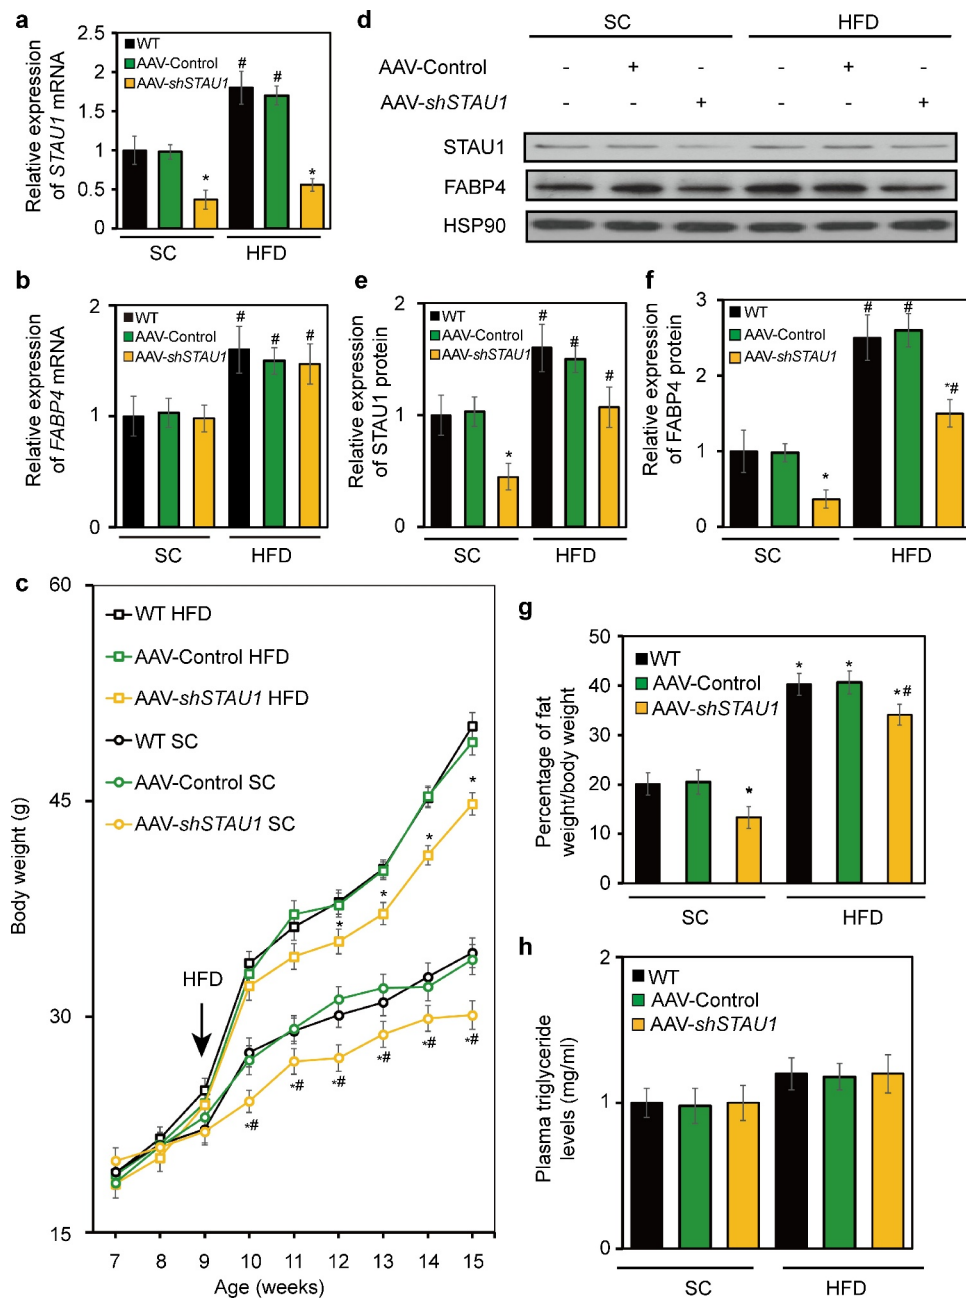 a
Relative expression
of STAU1 mRNA
2.5
2
1.5
1
0.5
0
WT
AAV-Control
AAV-shSTAU1
*
#
#
*
SC
HFD
d
SC
HFD
AAV-Control
- + - - + -
AAV-shSTAU1
- - + - - +
STAU1
FABP4
HSP90
b
Relative expression
of FABP4 mRNA
2
1
0
WT
AAV-Control
AAV-shSTAU1
#
#
#
SC
HFD
e
Relative expression
of STAU1 protein
2
1
0
WT
AAV-Control
AAV-shSTAU1
*
#
#
#
SC
HFD
f
Relative expression
of FABP4 protein
3
2
1
0
WT
AAV-Control
AAV-shSTAU1
*
#
#
*#
SC
HFD
c
Body weight (g)
60
45
30
15
WT HFD
AAV-Control HFD
AAV-shSTAU1 HFD
WT SC
AAV-Control SC
AAV-shSTAU1 SC
HFD
*
*
*
*
*#
*#
*#
*#
*#
*#
7 8 9 10 11 12 13 14 15
Age (weeks)
g
Percentage of fat
weight/body weight
50
40
30
20
10
0
WT
AAV-Control
AAV-shSTAU1
*
*
*
*#
SC
HFD
h
Plasma triglyceride
levels (mg/ml)
2
1
0
WT
AAV-Control
AAV-shSTAU1
SC
HFD